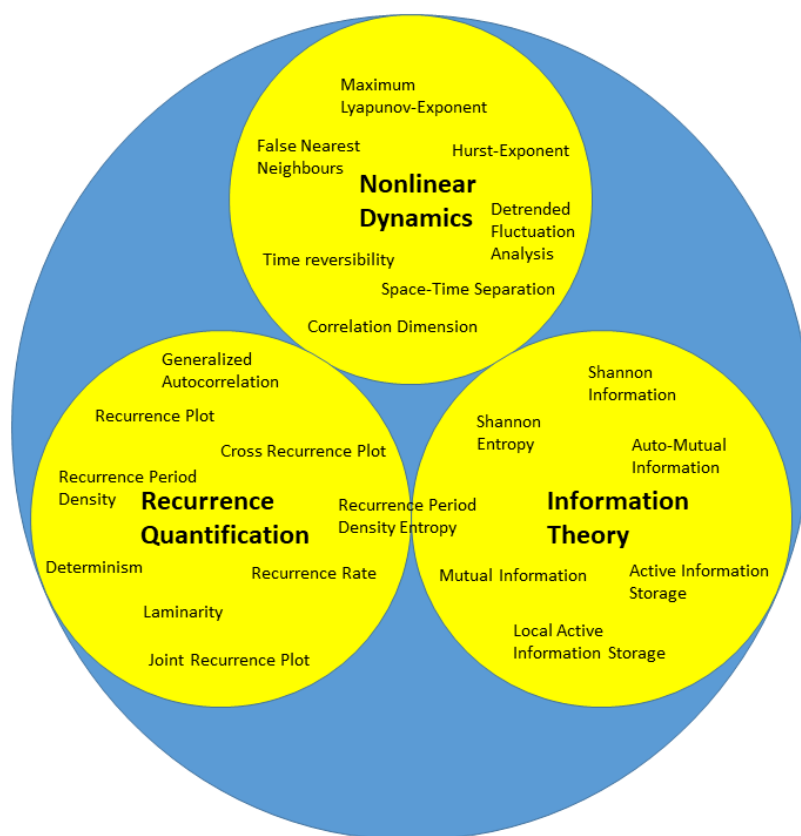 Maximum
Lyapunov-Exponent
False Nearest
Neighbours
Hurst-Exponent
Nonlinear
Dynamics
Detrended
Fluctuation
Analysis
Time reversibility
Space-Time Separation
Correlation Dimension
Generalized
Autocorrelation
Recurrence Plot
Cross Recurrence Plot
Recurrence Period
Density
Recurrence
Quantification
Recurrence Period
Density Entropy
Determinism
Recurrence Rate
Laminarity
Joint Recurrence Plot
Shannon
Information
Shannon
Entropy
Auto-Mutual
Information
Information
Theory
Mutual Information
Active Information
Storage
Local Active
Information Storage